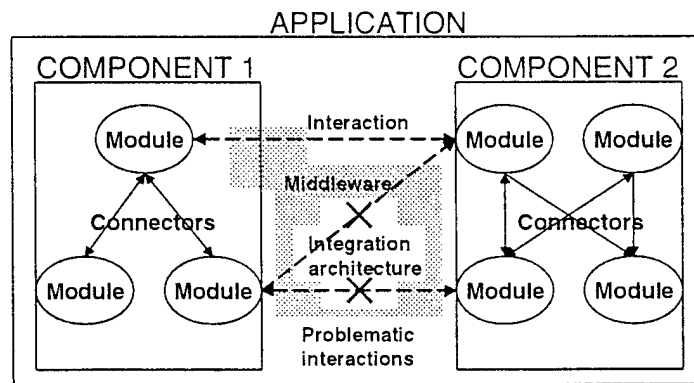 APPLICATION
COMPONENT 1
COMPONENT 2
Interaction
Module
Module
Module
Middleware
Connectors
Connectors
Integration
architecture
Module
Module
Module
Module
Problematic
interactions